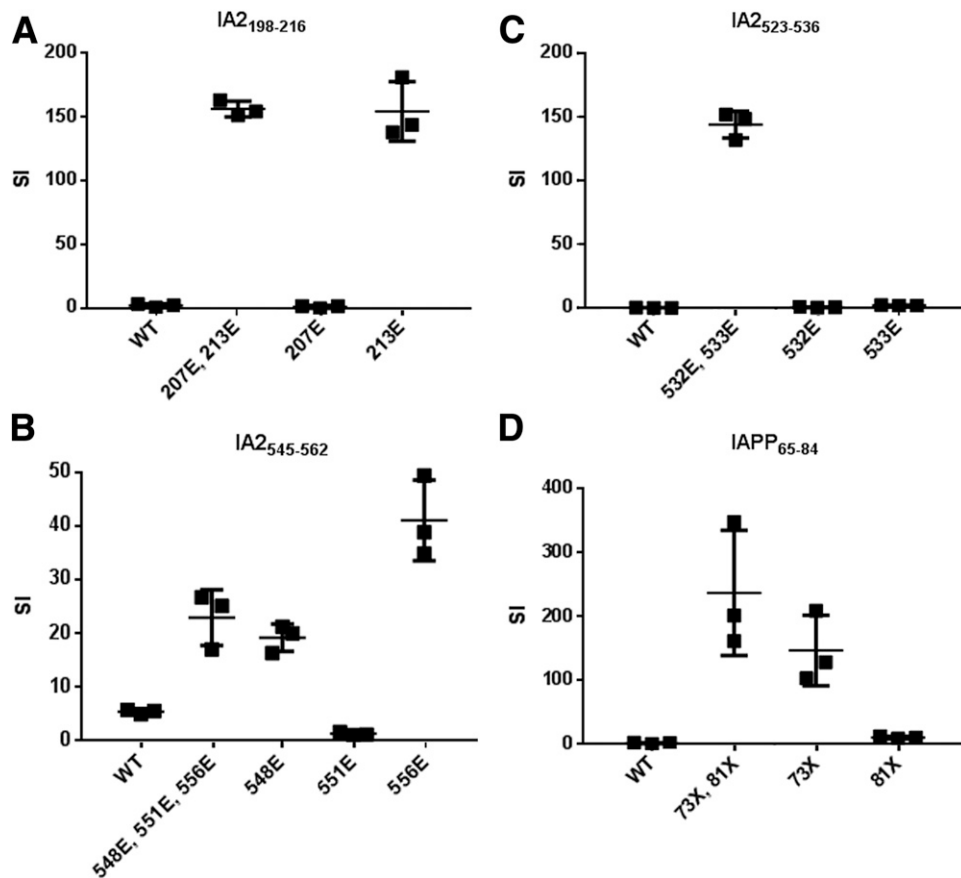 A
IA2198-216
SI
200
150
100
50
0
WT
207E, 213E
207E
213E
C
IA2523-536
SI
200
150
100
50
0
WT
532E, 533E
532E
533E
B
IA2545-562
SI
50
40
30
20
10
0
WT
548E, 551E, 556E
548E
551E
556E
D
IAPP65-84
SI
400
300
200
100
0
WT
73X, 81X
73X
81X